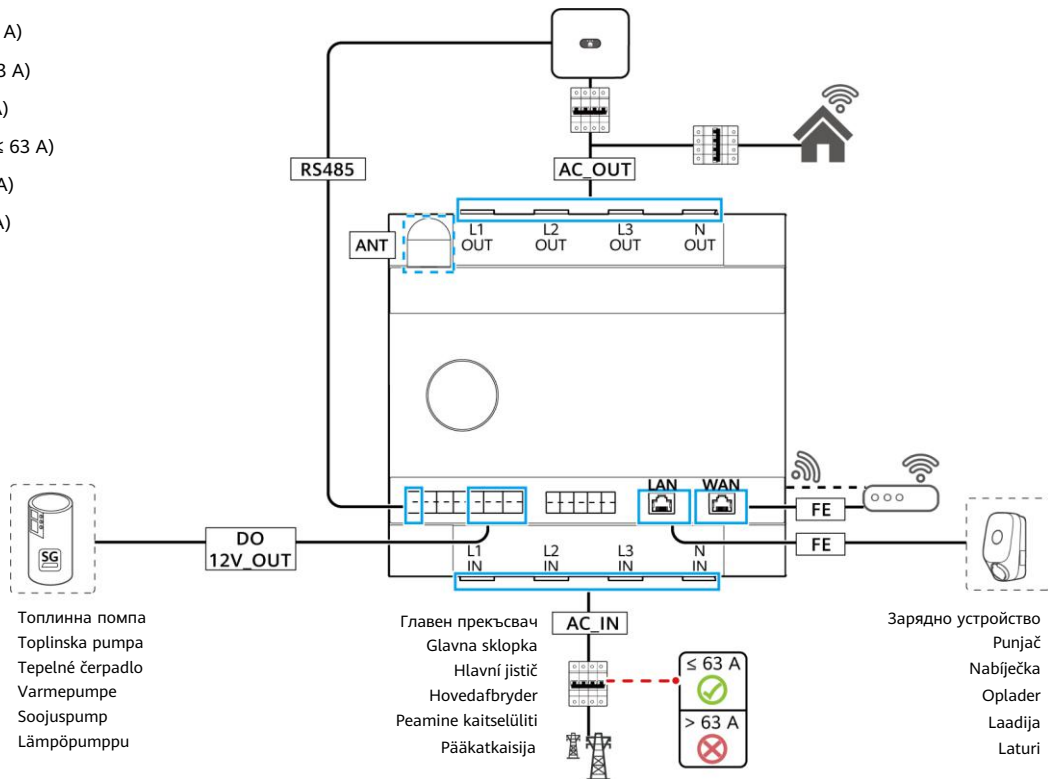 A)
3 A)
A)
≤ 63 A)
A)
A)
RS485
AC_OUT
ANT
L1 OUT
L2 OUT
L3 OUT
N OUT
LAN
WAN
FE
FE
DO
12V_OUT
SG
L1 IN
L2 IN
L3 IN
N IN
AC_IN
≤ 63 A
> 63 A
Топлинна помпа
Toplinska pumpa
Tepelné čerpadlo
Varmepumpe
Soojuspump
Lämpöpumppu
Главен прекъсвач
Glavna sklopka
Hlavní jistič
Hovedafbryder
Peamine kaitselüliti
Pääkatkaisija
Зарядно устройство
Punjač
Nabíječka
Oplader
Laadija
Laturi